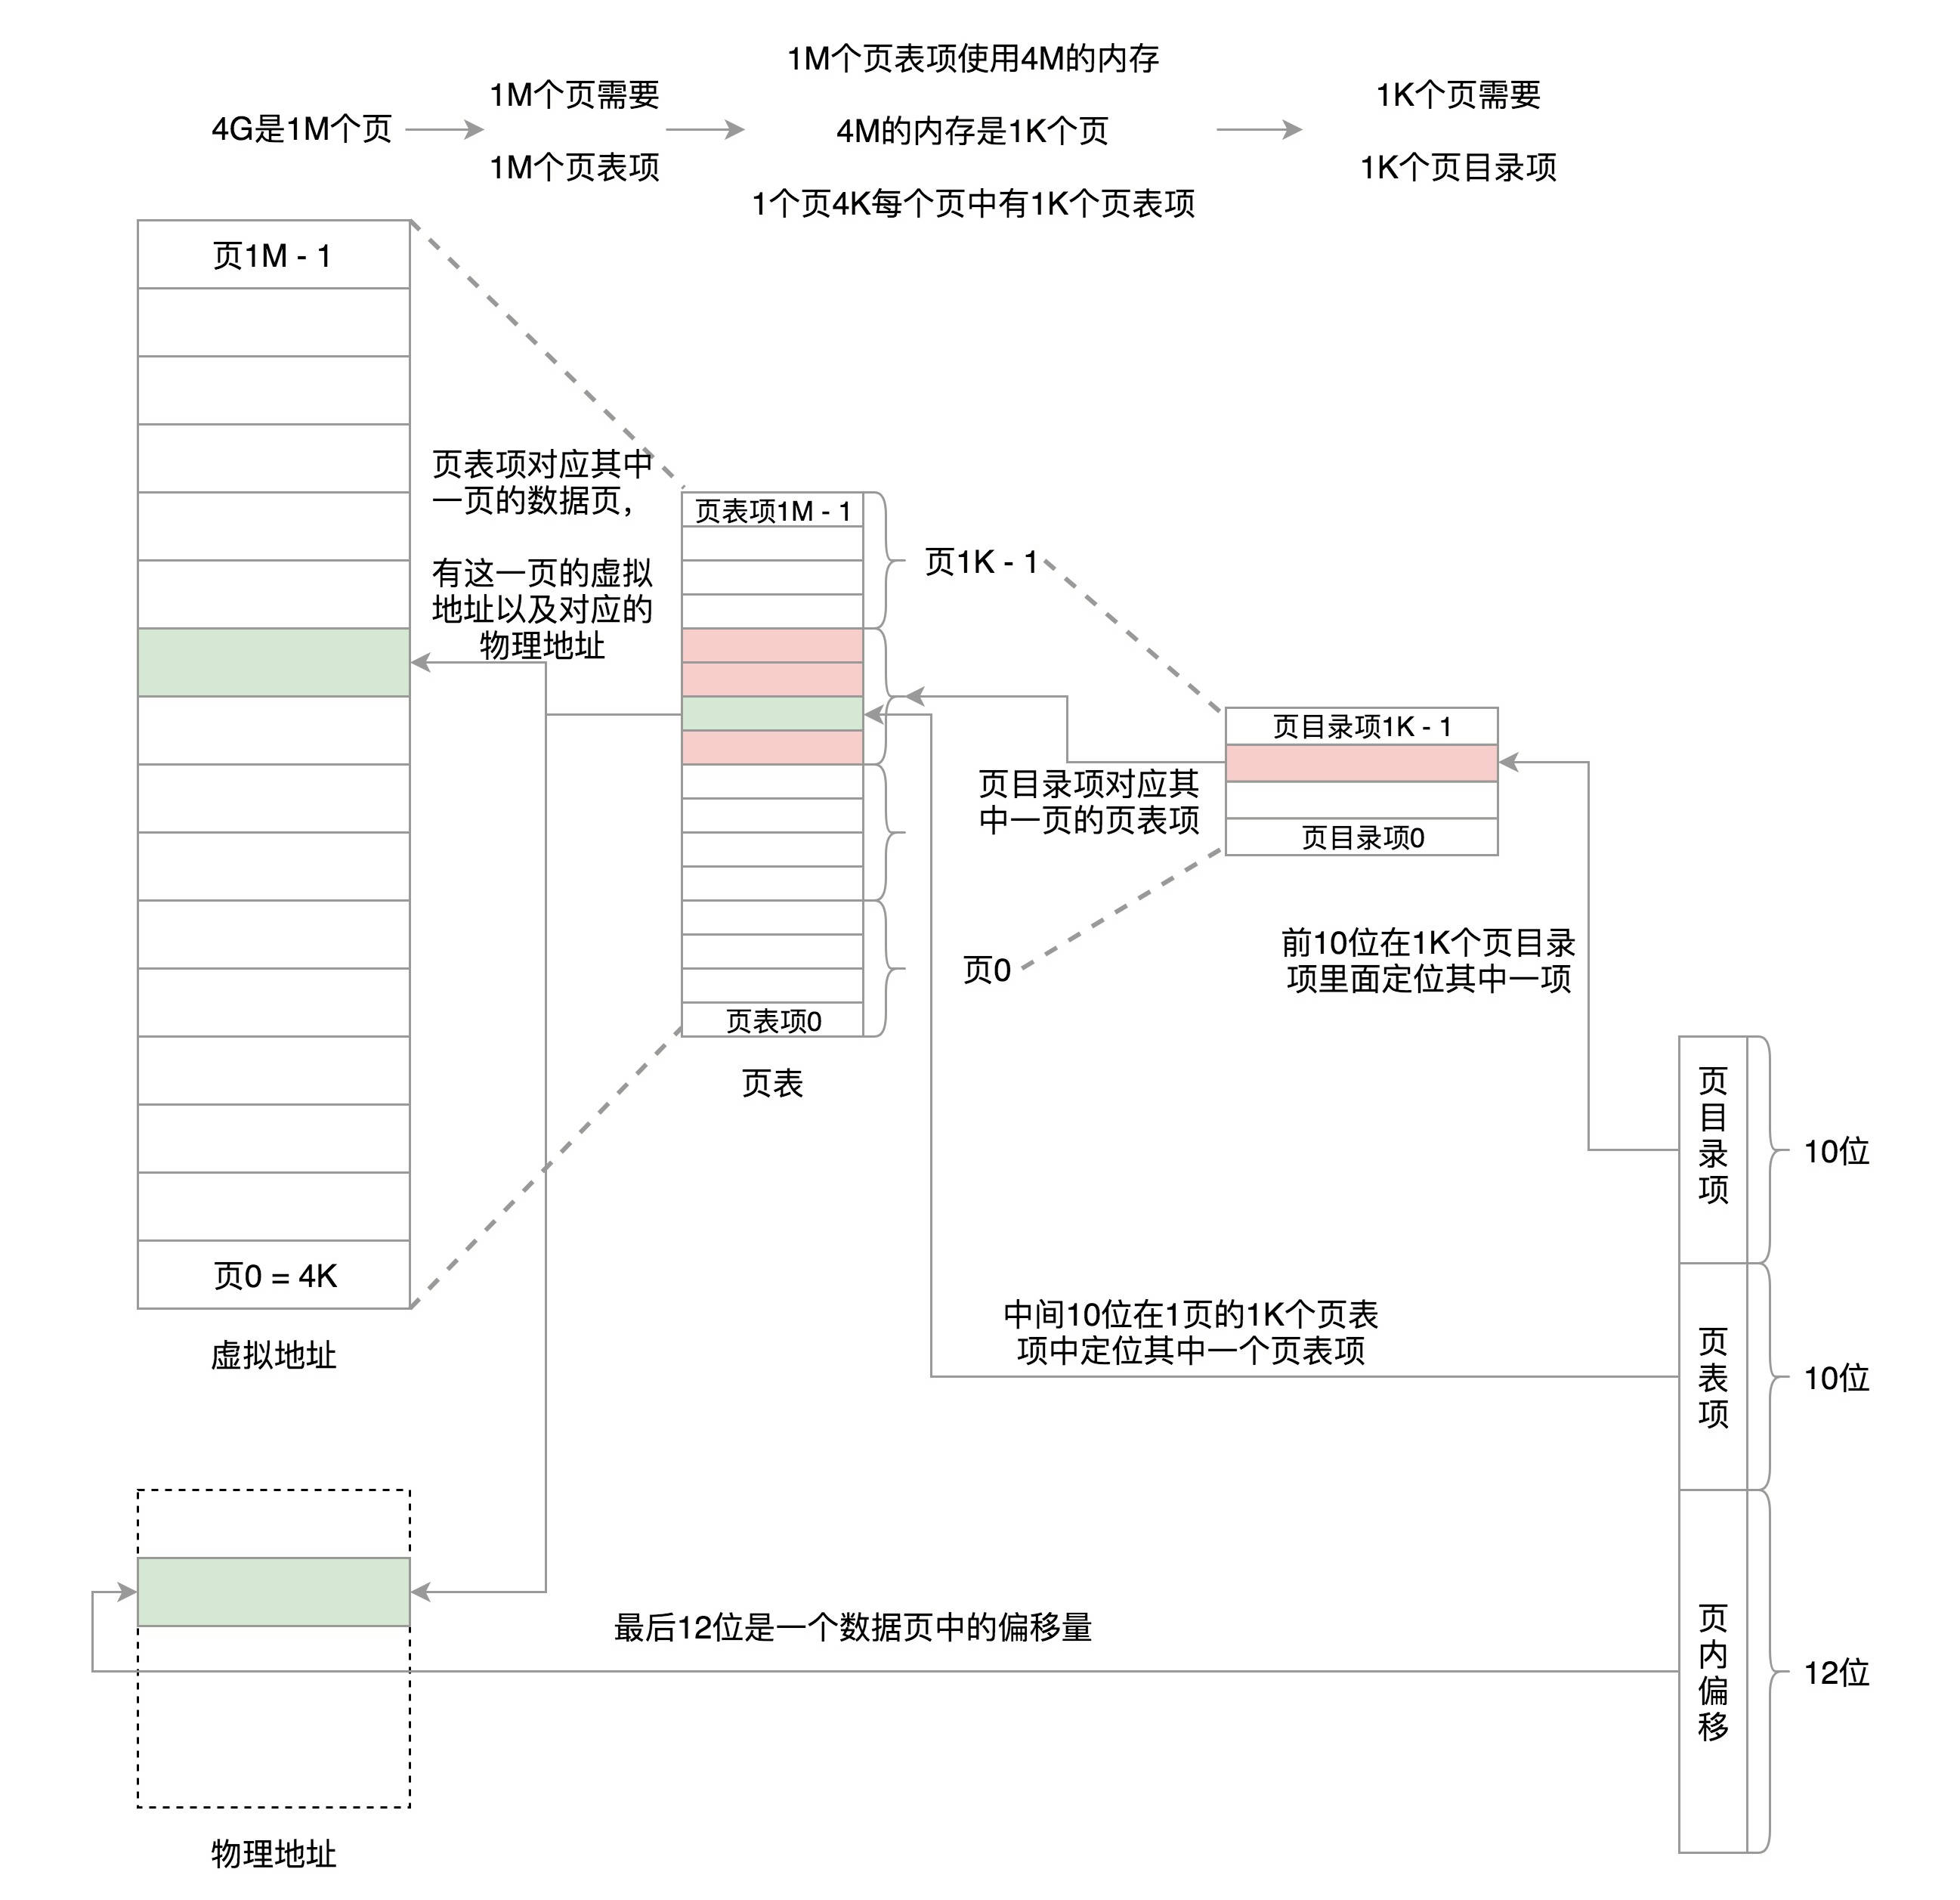 1M个页表项使用4M的内存
1M个页需要
1K个页需要
4G是1M个页
4M的内存是1K个页
1M个页表项
1K个页目录项
1个页4K每个页中有1K个页表项
页1M - 1
页表项对应其中
一页的数据页,
页表项1M - 1
页1K - 1
有这一页的虚拟
地址以及对应的
物理地址
页目录项1K - 1
页目录项对应其
中一页的页表项
页目录项0
前10位在1K个页目录
项里面定位其中一项
页0
页表项0
页表
页目录项
10位
页0 = 4K
中间10位在1页的1K个页表
项中定位其中一个页表项
虚拟地址
页表项
10位
最后12位是一个数据页中的偏移量
页内偏移
12位
物理地址